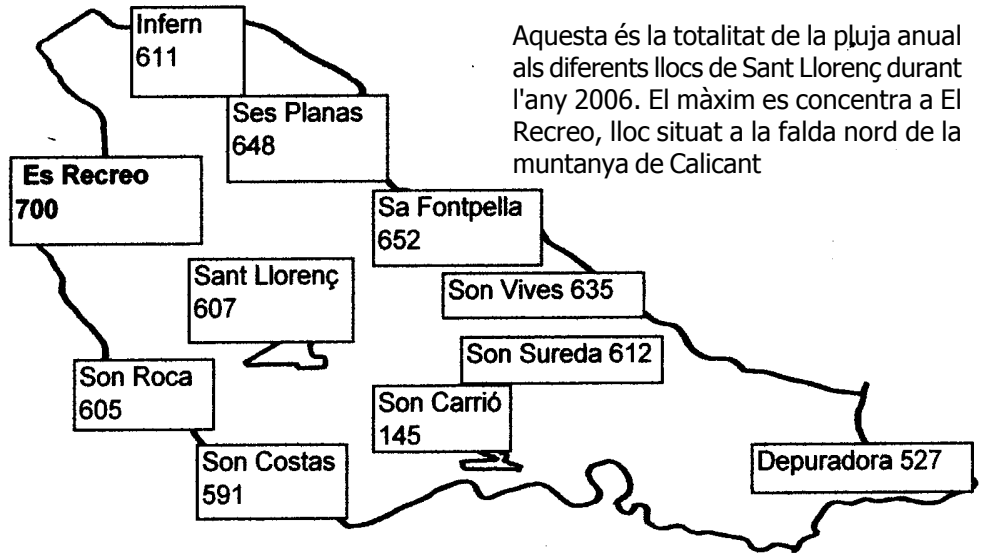 Infern
611
Aquesta és la totalitat de la pluja anual
als diferents llocs de Sant Llorenç durant
l'any 2006. El màxim es concentra a El
Recreo, lloc situat a la falda nord de la
muntanya de Calicant
Ses Planas
648
Es Recreo
700
Sa Fontpella
652
Sant Llorenç
607
Son Vives 635
Son Sureda 612
Son Roca
605
Son Carrió
145
Son Costas
591
Depuradora 527